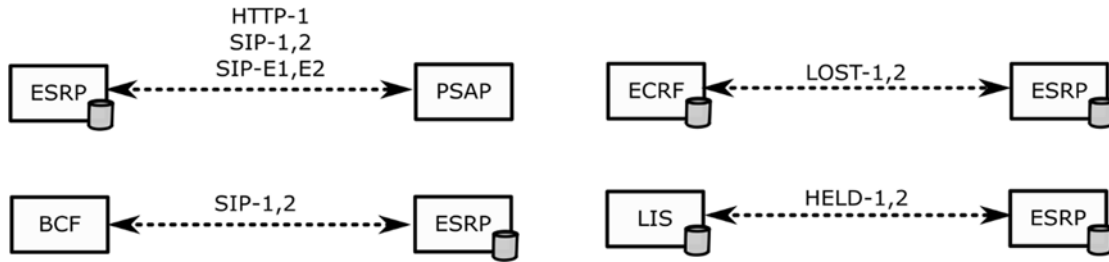 HTTP-1
SIP-1,2
SIP-E1,E2
ESRP
PSAP
LOST-1,2
ECRF
ESRP
SIP-1,2
BCF
ESRP
HELD-1,2
LIS
ESRP